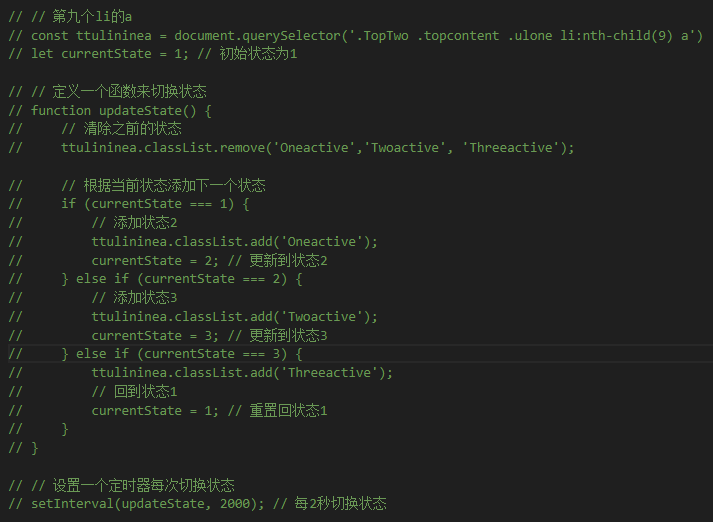 // // 第九个li的a
// const ttulininea = document.querySelector('.TopTwo .topcontent .ulone li:nth-child(9) a')
// let currentState = 1; // 初始状态为1
// // 定义一个函数来切换状态
// function updateState() {
//     // 清除之前的状态
//     ttulininea.classList.remove('Oneactive','Twoactive', 'Threeactive');
//     // 根据当前状态添加下一个状态
//     if (currentState === 1) {
//         // 添加状态2
//         ttulininea.classList.add('Oneactive');
//         currentState = 2; // 更新到状态2
//     } else if (currentState === 2) {
//         // 添加状态3
//         ttulininea.classList.add('Twoactive');
//         currentState = 3; // 更新到状态3
//     } else if (currentState === 3) {
//         ttulininea.classList.add('Threeactive');
//         // 回到状态1
//         currentState = 1; // 重置回状态1
//     }
// }
// // 设置一个定时器每次切换状态
// setInterval(updateState, 2000); // 每2秒切换状态